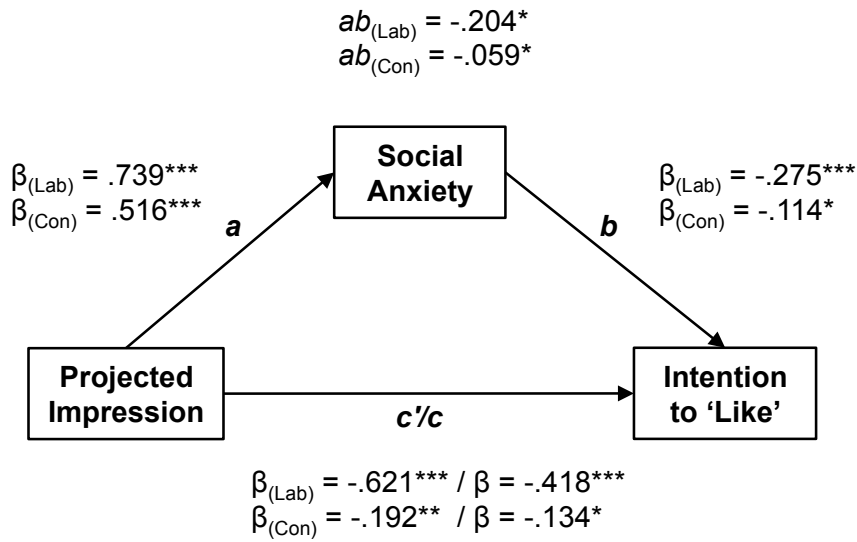 ab(Lab) = -.204*
ab(Con) = -.059*
Social
Anxiety
β(Lab) = .739***
β(Con) = .516***
β(Lab) = -.275***
β(Con) = -.114*
a
b
Projected
Impression
Intention
to ‘Like’
c'/c
β(Lab) = -.621*** / β = -.418***
β(Con) = -.192** / β = -.134*